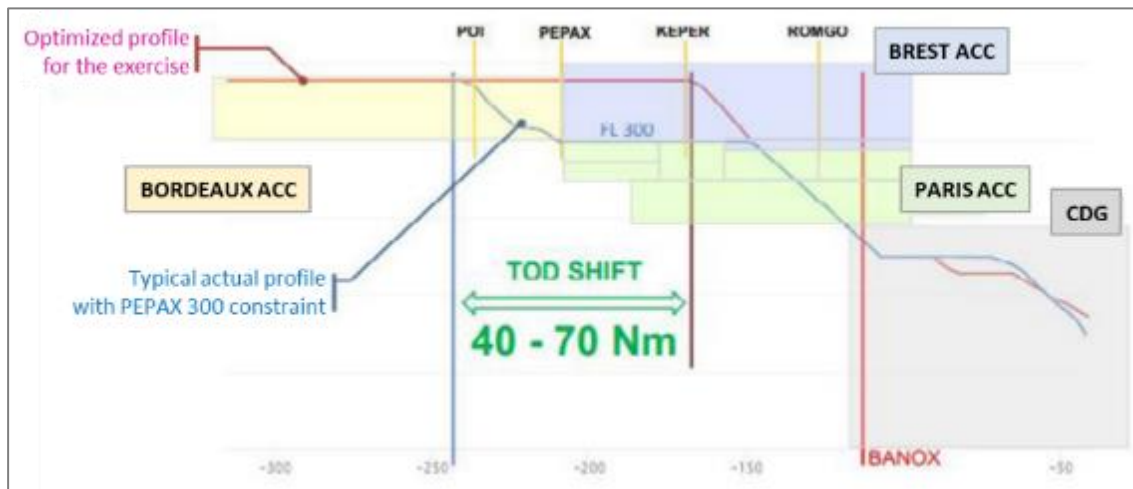 Optimized profile
for the exercise
POI
PEPAX
KEPER
ROMGO
BREST ACC
FL 300
BORDEAUX ACC
PARIS ACC
CDG
Typical actual profile
with PEPAX 300 constraint
TOD SHIFT
40 - 70 Nm
BANOX
-300
-250
-200
-150
-50